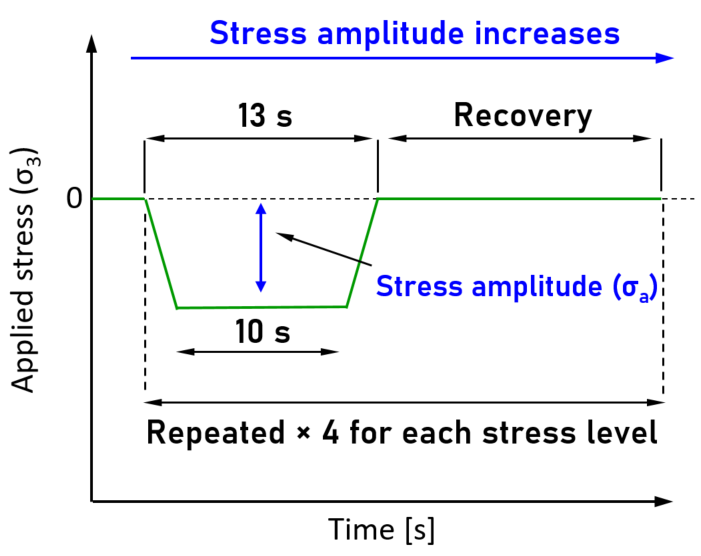 Stress amplitude increases
13 s
Recovery
Applied stress (σ₃)
0
Stress amplitude (σₐ)
10 s
Repeated × 4 for each stress level
Time [s]